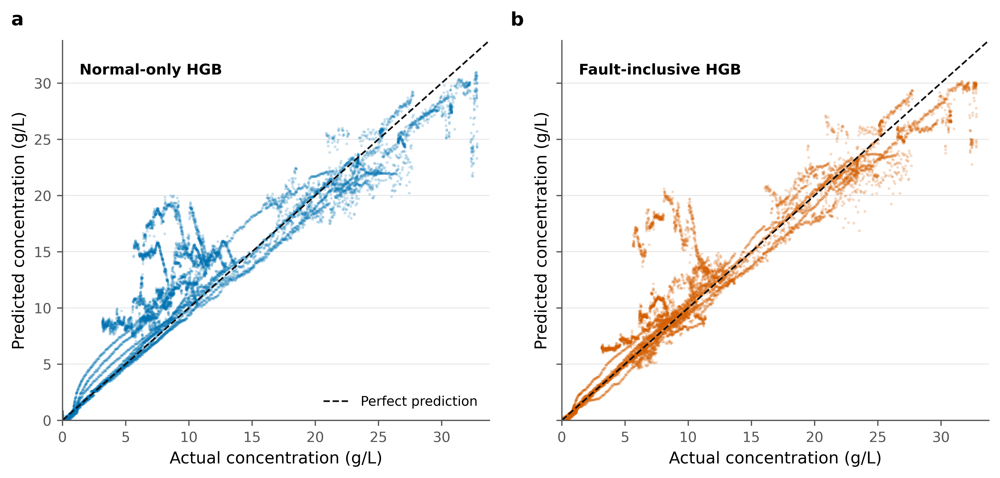 a
Normal-only HGB
Predicted concentration (g/L)
30
25
20
15
10
5
0
Perfect prediction
0 5 10 15 20 25 30
Actual concentration (g/L)
b
Fault-inclusive HGB
Predicted concentration (g/L)
0 5 10 15 20 25 30
Actual concentration (g/L)